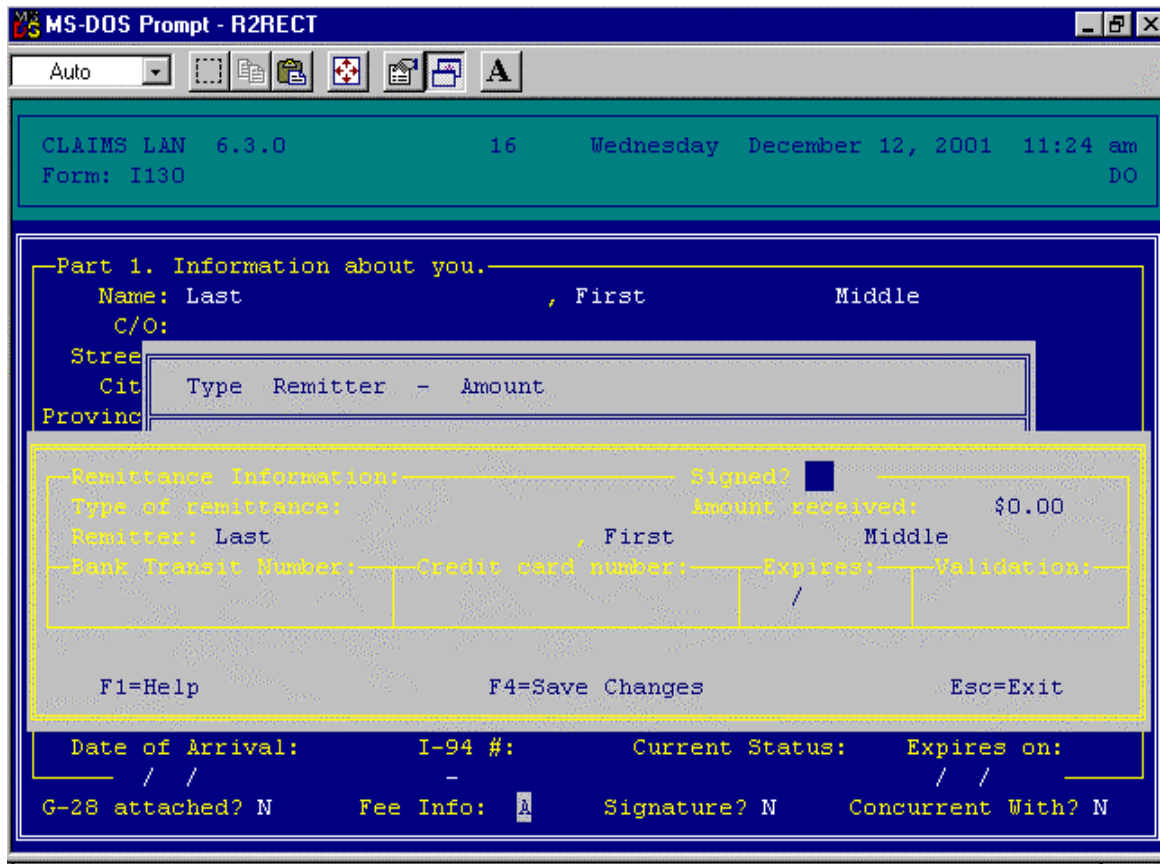 MS-DOS Prompt - R2RECT
Auto
A
CLAIMS LAN 6.3.0 16 Wednesday December 12, 2001 11:24 am
Form: I130 DO
Part 1. Information about you.
Name: Last , First Middle
C/O:
Stree
Cit
Provinc
Type Remitter - Amount
Remittance Information: Signed?
Type of remittance: Amount received: $0.00
Remitter: Last , First Middle
Bank Transit Number: Credit card number: Expires: Validation:
/
F1=Help F4=Save Changes Esc=Exit
Date of Arrival: I-94 #: Current Status: Expires on:
/ / - / /
G-28 attached? N Fee Info: A Signature? N Concurrent With? N